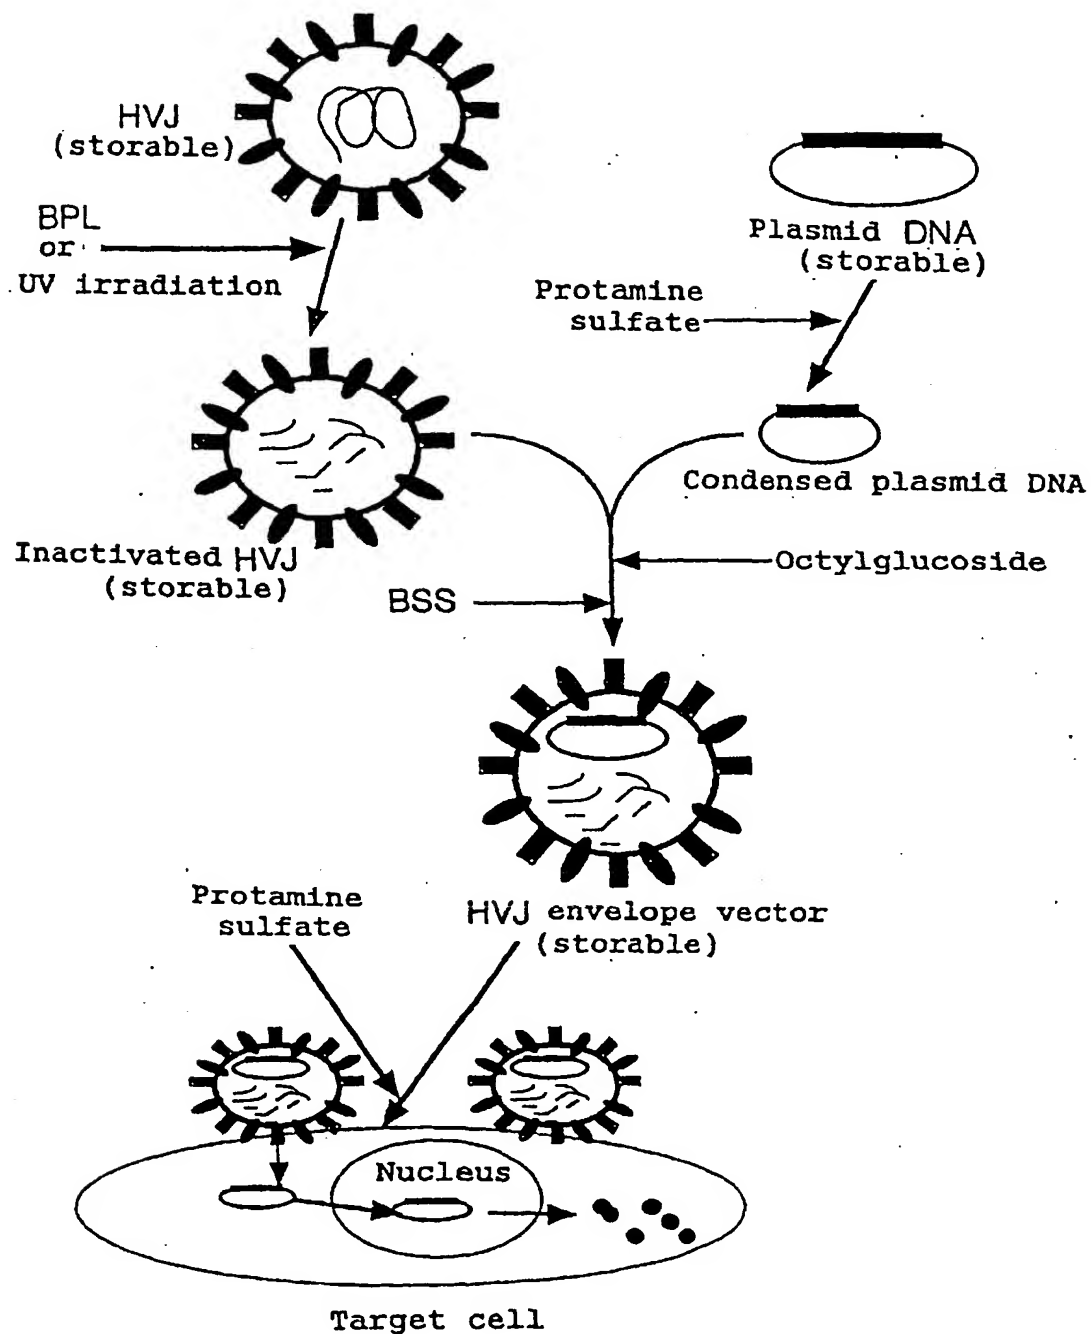 HVJ
(storable)
BPL
or
UV irradiation
Plasmid DNA
(storable)
Protamine
sulfate
Condensed plasmid DNA
Inactivated HVJ
(storable)
Octylglucoside
BSS
Protamine
sulfate
HVJ envelope vector
(storable)
Nucleus
Target cell